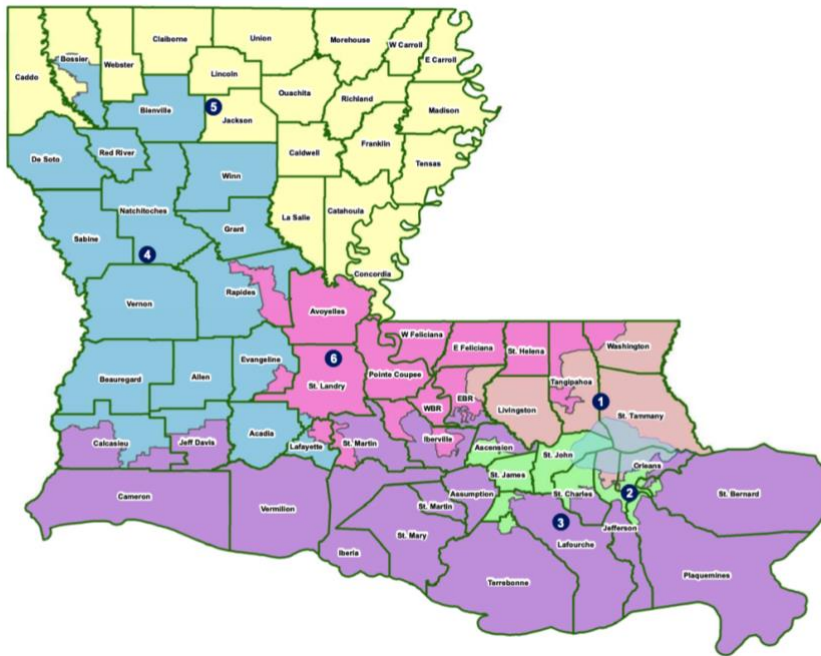 Claiborne
Union
Morehouse
W Carroll
E Carroll
Bossier
Webster
Caddo
Lincoln
Ouachita
Richland
Madison
Bienville
5
Jackson
Franklin
Caldwell
Tensas
De Soto
Red River
Winn
Natchitoches
La Salle
Catahoula
Sabine
Grant
4
Concordia
Rapides
Vernon
Avoyelles
W Feliciana
E Feliciana
St. Helena
Washington
Evangeline
6
Pointe Coupee
Tangipahoa
Beauregard
Allen
St. Landry
EBR
1
WBR
Livingston
St. Tammany
Acadia
Calcasieu
Jeff Davis
Lafayette
St. Martin
Iberville
Ascension
St. John
Orleans
St. James
Cameron
Vermilion
Assumption
St. Charles
2
St. Bernard
St. Martin
3
Jefferson
St. Mary
Lafourche
Iberia
Terrebonne
Plaquemines